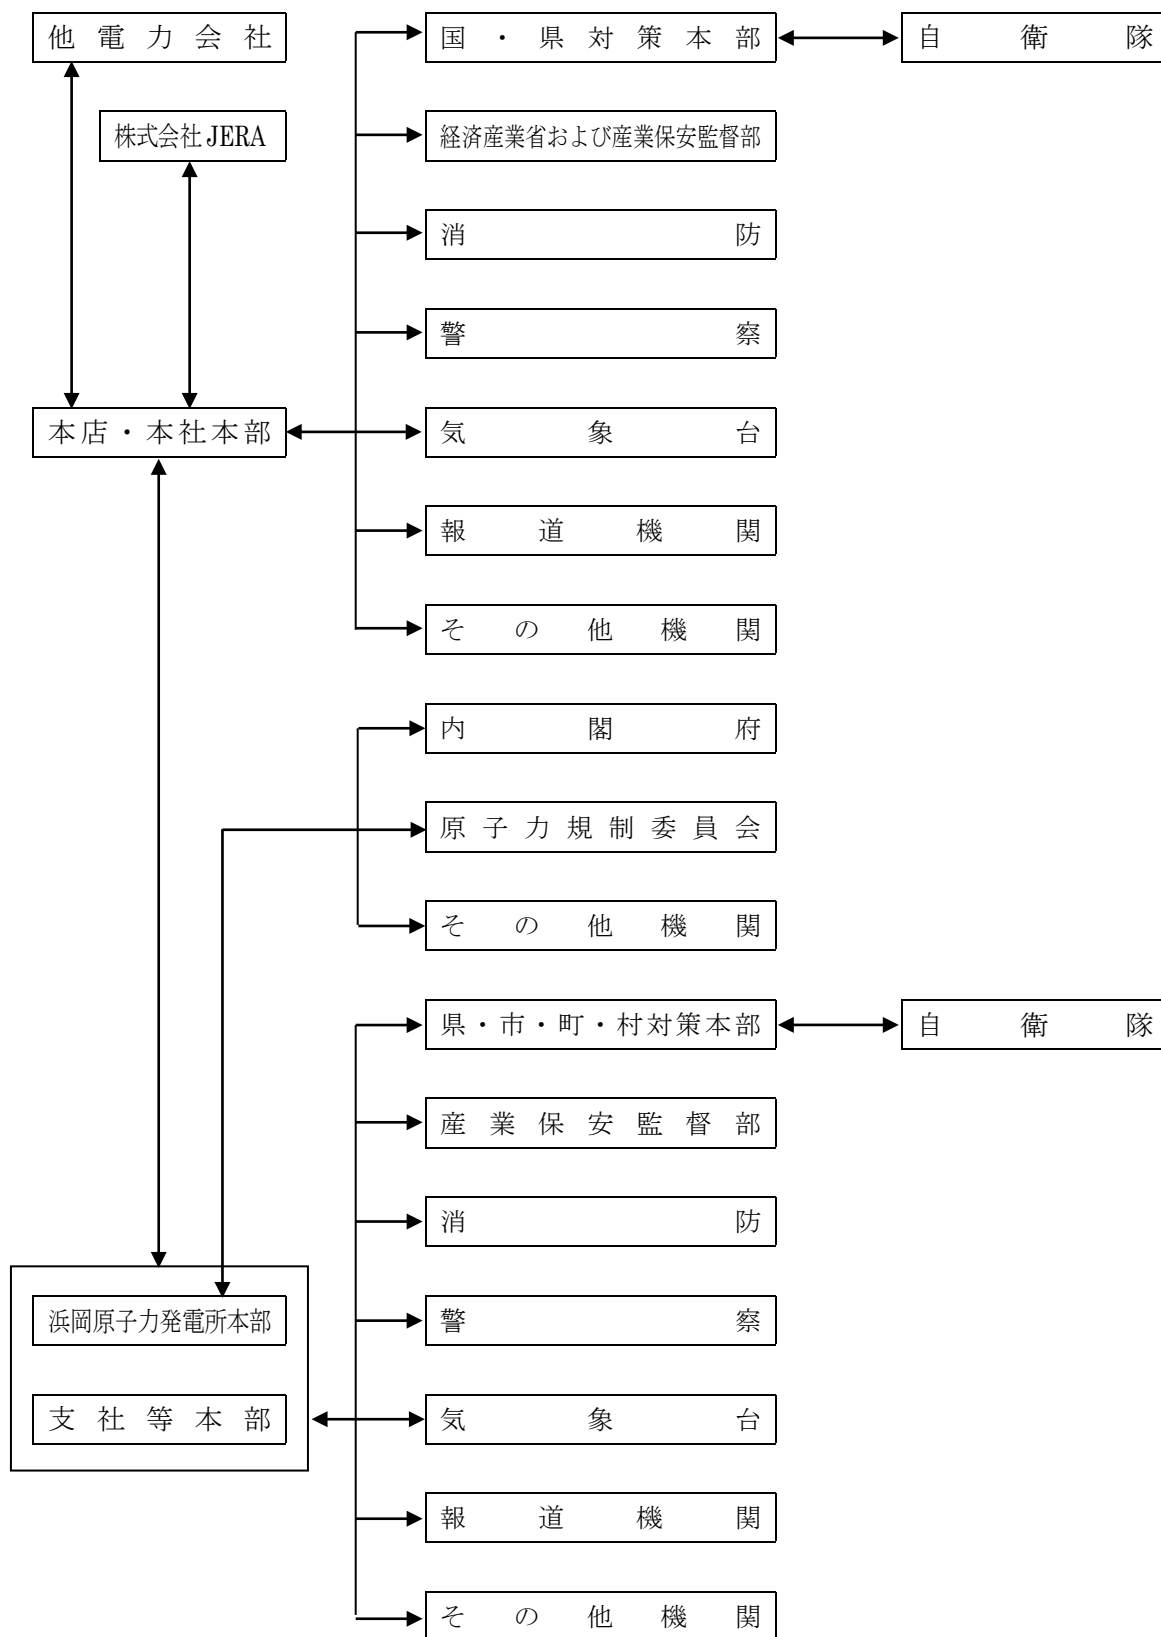 他電力会社
国・県対策本部
自衛隊
株式会社JERA
経済産業省および産業保安監督部
消防
警察
本店・本社本部
気象台
報道機関
その他機関
内閣府
原子力規制委員会
その他機関
県・市・町・村対策本部
自衛隊
産業保安監督部
消防
浜岡原子力発電所本部
警察
支社等本部
気象台
報道機関
その他機関